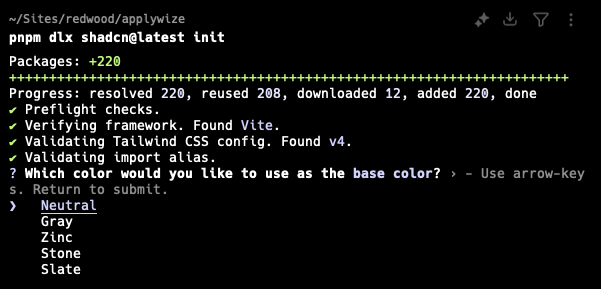 ~/Sites/redwood/applywize
pnpm dlx shadcn@latest init
Packages: +220
++++++++++++++++++++++++++++++++++++++++++++++++++++++++++++++++++++++
Progress: resolved 220, reused 208, downloaded 12, added 220, done
✔ Preflight checks.
✔ Verifying framework. Found Vite.
✔ Validating Tailwind CSS config. Found v4.
✔ Validating import alias.
? Which color would you like to use as the base color? › - Use arrow-key
s. Return to submit.
❯ Neutral
Gray
Zinc
Stone
Slate